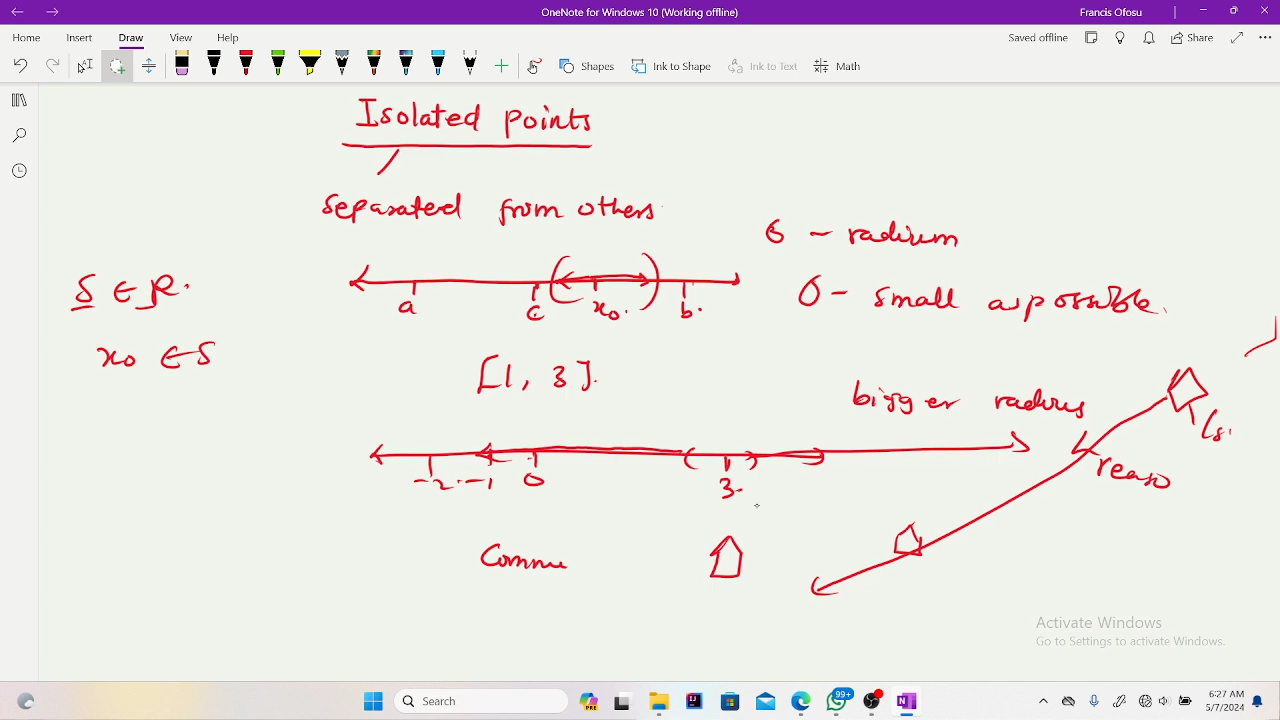 OneNote for Windows 10 (Working offline)
Francis Ofosu
Home Insert Draw View Help
Saved offline
Share
Shapes
Ink to Shape
Ink to Text
Math
Isolated points
Separated from others
δ - radium
S ∈ R.
a c x₀. b.
δ - small as possible.
x₀ ∈ S
[1, 3].
bigger radius
-2 -1 0 3.
reaso
Commu
Activate Windows
Go to Settings to activate Windows.
Search
PRE
99+
6:27 AM
5/7/2024